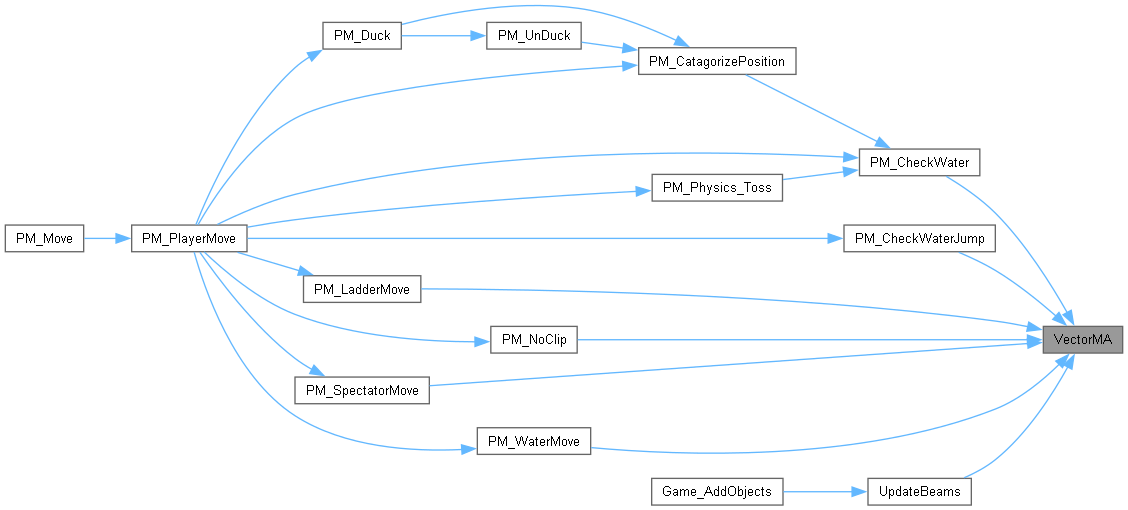 PM_Duck
PM_UnDuck
PM_CatagorizePosition
PM_CheckWater
PM_Physics_Toss
PM_Move
PM_PlayerMove
PM_CheckWaterJump
PM_LadderMove
PM_NoClip
VectorMA
PM_SpectatorMove
PM_WaterMove
Game_AddObjects
UpdateBeams